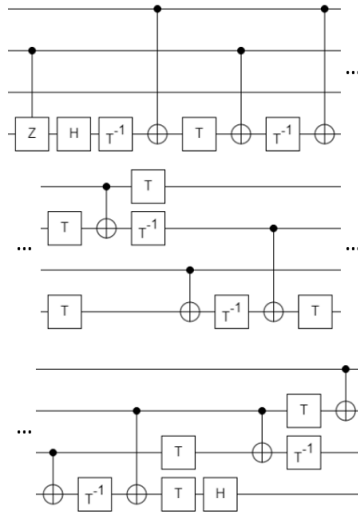 Z H T⁻¹ T T⁻¹ ...
T
... T T⁻¹ ...
T T⁻¹ T
T
... T T⁻¹
T⁻¹ T H